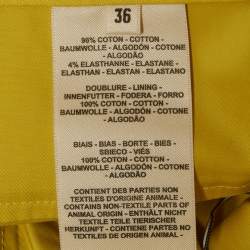 36
96% COTON - COTTON -
BAUMWOLLE - ALGODÓN - COTONE
- ALGODÃO
4% ELASTHANNE - ELASTANE -
ELASTHAN - ELASTAN - ELASTANO
DOUBLURE - LINING -
INNENFUTTER - FODERA - FORRO
100% COTON - COTTON -
BAUMWOLLE - ALGODÓN - COTONE
- ALGODÃO
BIAIS - BIAS - BORTE - BIES -
SBIECO - VIÉS
100% COTON - COTTON -
BAUMWOLLE - ALGODÓN - COTONE
- ALGODÃO
CONTIENT DES PARTIES NON
TEXTILES D'ORIGINE ANIMALE -
CONTAINS NON-TEXTILE PARTS OF
ANIMAL ORIGIN - ENTHÄLT NICHT
TEXTILE TEILE TIERISCHER
HERKUNFT - CONTIENE
NO TEXTILES
DE ORIGEN ANIMAL -